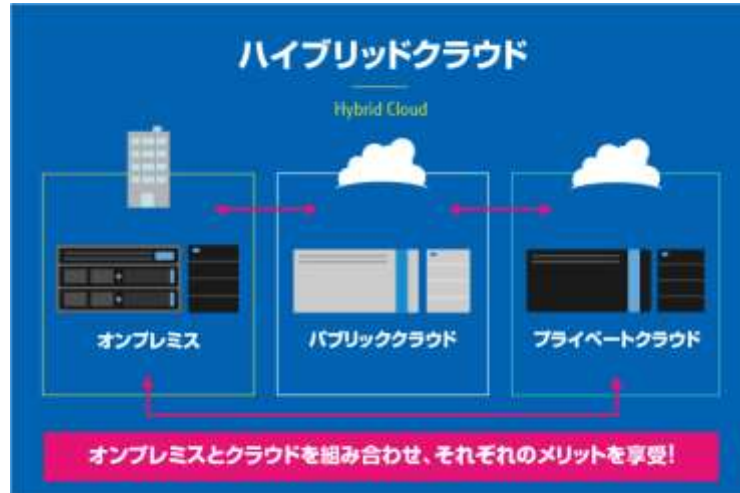 ハイブリッドクラウド
Hybrid Cloud
オンプレミス
パブリッククラウド
プライベートクラウド
オンプレミスとクラウドを組み合わせ、それぞれのメリットを享受!